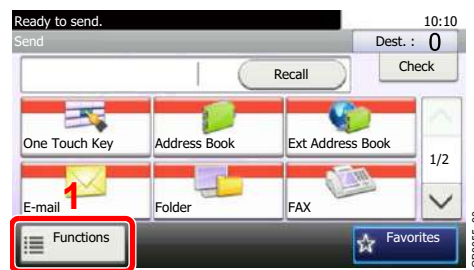 Ready to send. 10:10
Send Dest. : 0
Recall Check
One Touch Key Address Book Ext Address Book
1/2
1
E-mail Folder FAX
Functions Favorites